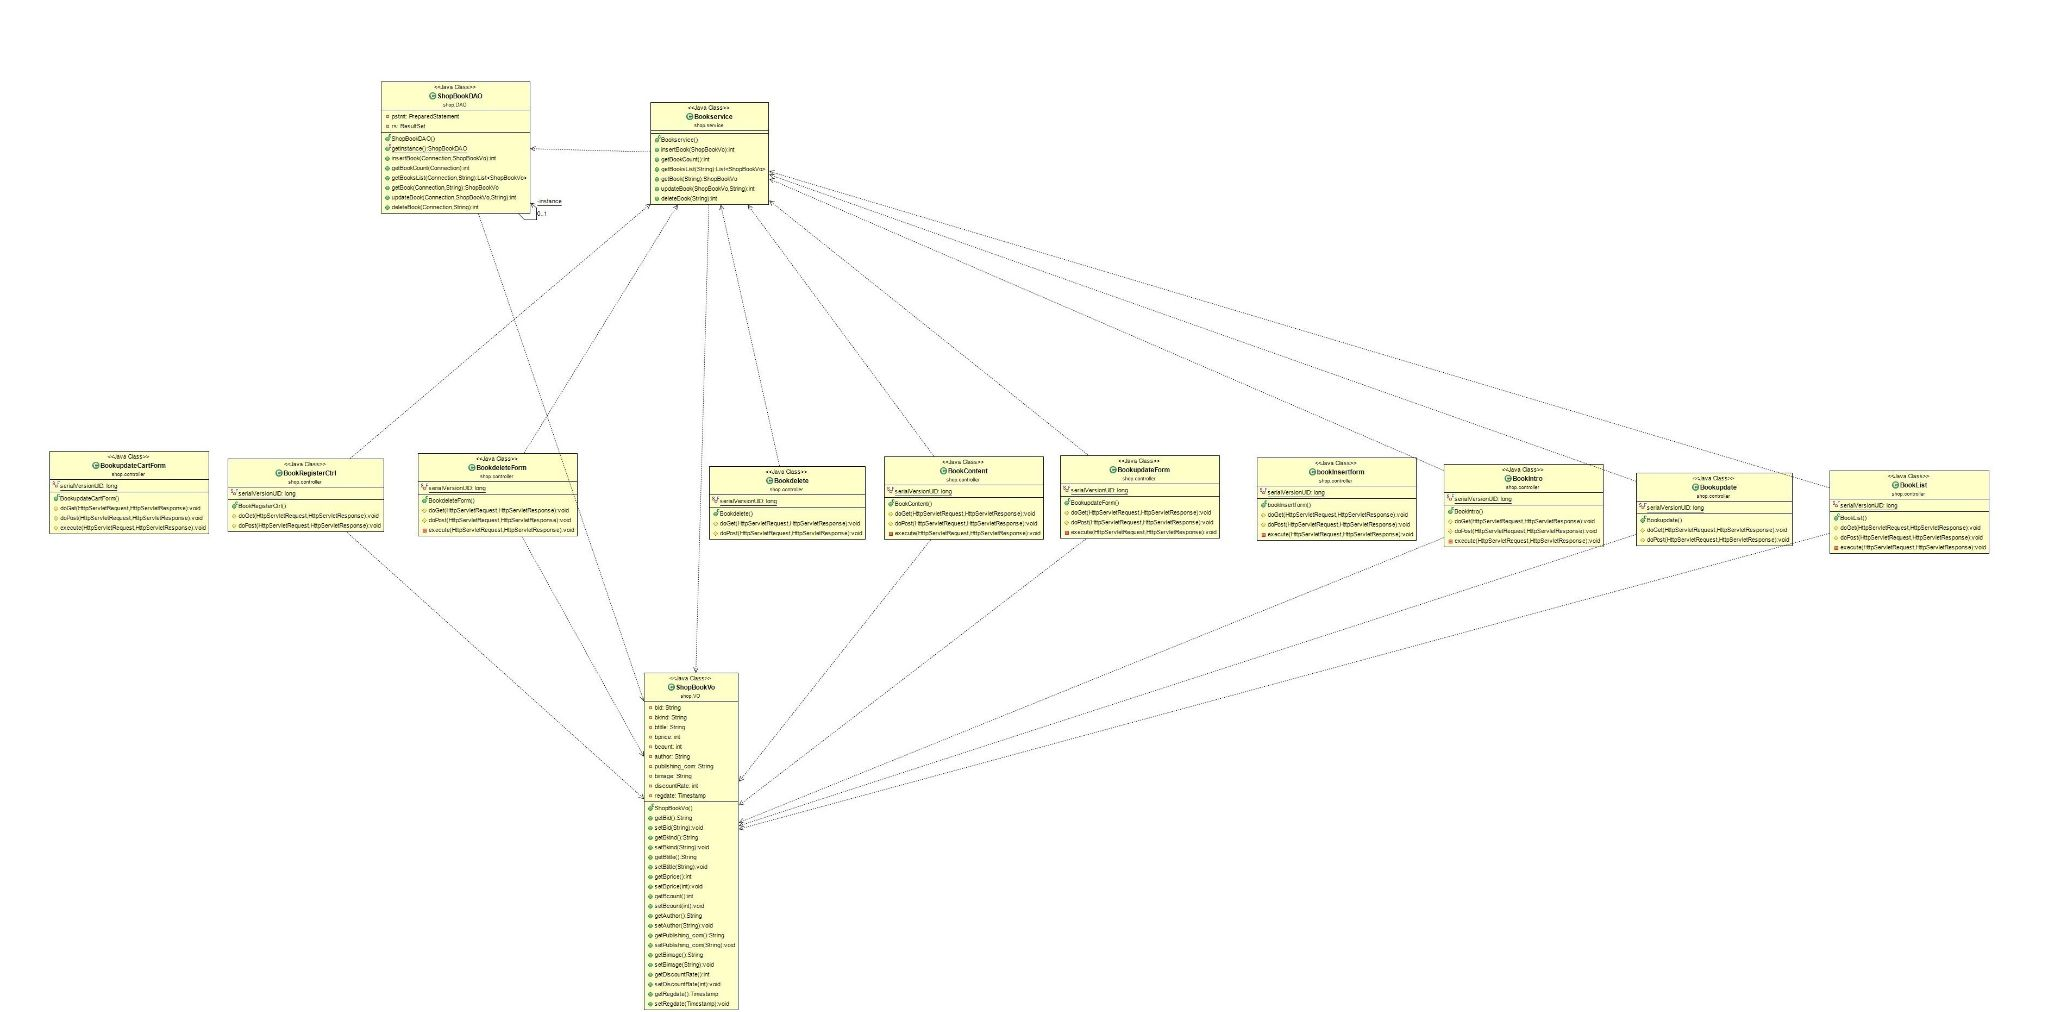 <<Java Class>>
ShopBookDAO
shop.DAO
pstmt: PreparedStatement
rs: ResultSet
ShopBookDAO()
getInstance():ShopBookDAO
insertBook(Connection,ShopBookVo):int
getBookCount(Connection):int
getBooksList(Connection,String):List<ShopBookVo>
getBook(Connection,String):ShopBookVo
updateBook(Connection,ShopBookVo,String):int
deleteBook(Connection,String):int
-instance
0..1
<<Java Class>>
Bookservice
shop.service
Bookservice()
insertBook(ShopBookVo):int
getBookCount():int
getBooksList(String):List<ShopBookVo>
getBook(String):ShopBookVo
updateBook(ShopBookVo,String):int
deleteBook(String):int
<<Java Class>>
BookupdateCartForm
shop.controller
serialVersionUID: long
BookupdateCartForm()
doGet(HttpServletRequest,HttpServletResponse):void
doPost(HttpServletRequest,HttpServletResponse):void
execute(HttpServletRequest,HttpServletResponse):void
<<Java Class>>
BookRegisterCtrl
shop.controller
serialVersionUID: long
BookRegisterCtrl()
doGet(HttpServletRequest,HttpServletResponse):void
doPost(HttpServletRequest,HttpServletResponse):void
<<Java Class>>
BookdeleteForm
shop.controller
serialVersionUID: long
BookdeleteForm()
doGet(HttpServletRequest,HttpServletResponse):void
doPost(HttpServletRequest,HttpServletResponse):void
execute(HttpServletRequest,HttpServletResponse):void
<<Java Class>>
Bookdelete
shop.controller
serialVersionUID: long
Bookdelete()
doGet(HttpServletRequest,HttpServletResponse):void
doPost(HttpServletRequest,HttpServletResponse):void
<<Java Class>>
BookContent
shop.controller
serialVersionUID: long
BookContent()
doGet(HttpServletRequest,HttpServletResponse):void
doPost(HttpServletRequest,HttpServletResponse):void
execute(HttpServletRequest,HttpServletResponse):void
<<Java Class>>
BookupdateForm
shop.controller
serialVersionUID: long
BookupdateForm()
doGet(HttpServletRequest,HttpServletResponse):void
doPost(HttpServletRequest,HttpServletResponse):void
execute(HttpServletRequest,HttpServletResponse):void
<<Java Class>>
bookInsertform
shop.controller
serialVersionUID: long
bookInsertform()
doGet(HttpServletRequest,HttpServletResponse):void
doPost(HttpServletRequest,HttpServletResponse):void
execute(HttpServletRequest,HttpServletResponse):void
<<Java Class>>
BookIntro
shop.controller
serialVersionUID: long
BookIntro()
doGet(HttpServletRequest,HttpServletResponse):void
doPost(HttpServletRequest,HttpServletResponse):void
execute(HttpServletRequest,HttpServletResponse):void
<<Java Class>>
Bookupdate
shop.controller
serialVersionUID: long
Bookupdate()
doGet(HttpServletRequest,HttpServletResponse):void
doPost(HttpServletRequest,HttpServletResponse):void
<<Java Class>>
BookList
shop.controller
serialVersionUID: long
BookList()
doGet(HttpServletRequest,HttpServletResponse):void
doPost(HttpServletRequest,HttpServletResponse):void
execute(HttpServletRequest,HttpServletResponse):void
<<Java Class>>
ShopBookVo
shop.VO
bid: String
bkind: String
btitle: String
bprice: int
bcount: int
author: String
publishing_com: String
bimage: String
discountRate: int
regdate: Timestamp
ShopBookVo()
getBid():String
setBid(String):void
getBkind():String
setBkind(String):void
getBtitle():String
setBtitle(String):void
getBprice():int
setBprice(int):void
getBcount():int
setBcount(int):void
getAuthor():String
setAuthor(String):void
getPublishing_com():String
setPublishing_com(String):void
getBimage():String
setBimage(String):void
getDiscountRate():int
setDiscountRate(int):void
getRegdate():Timestamp
setRegdate(Timestamp):void